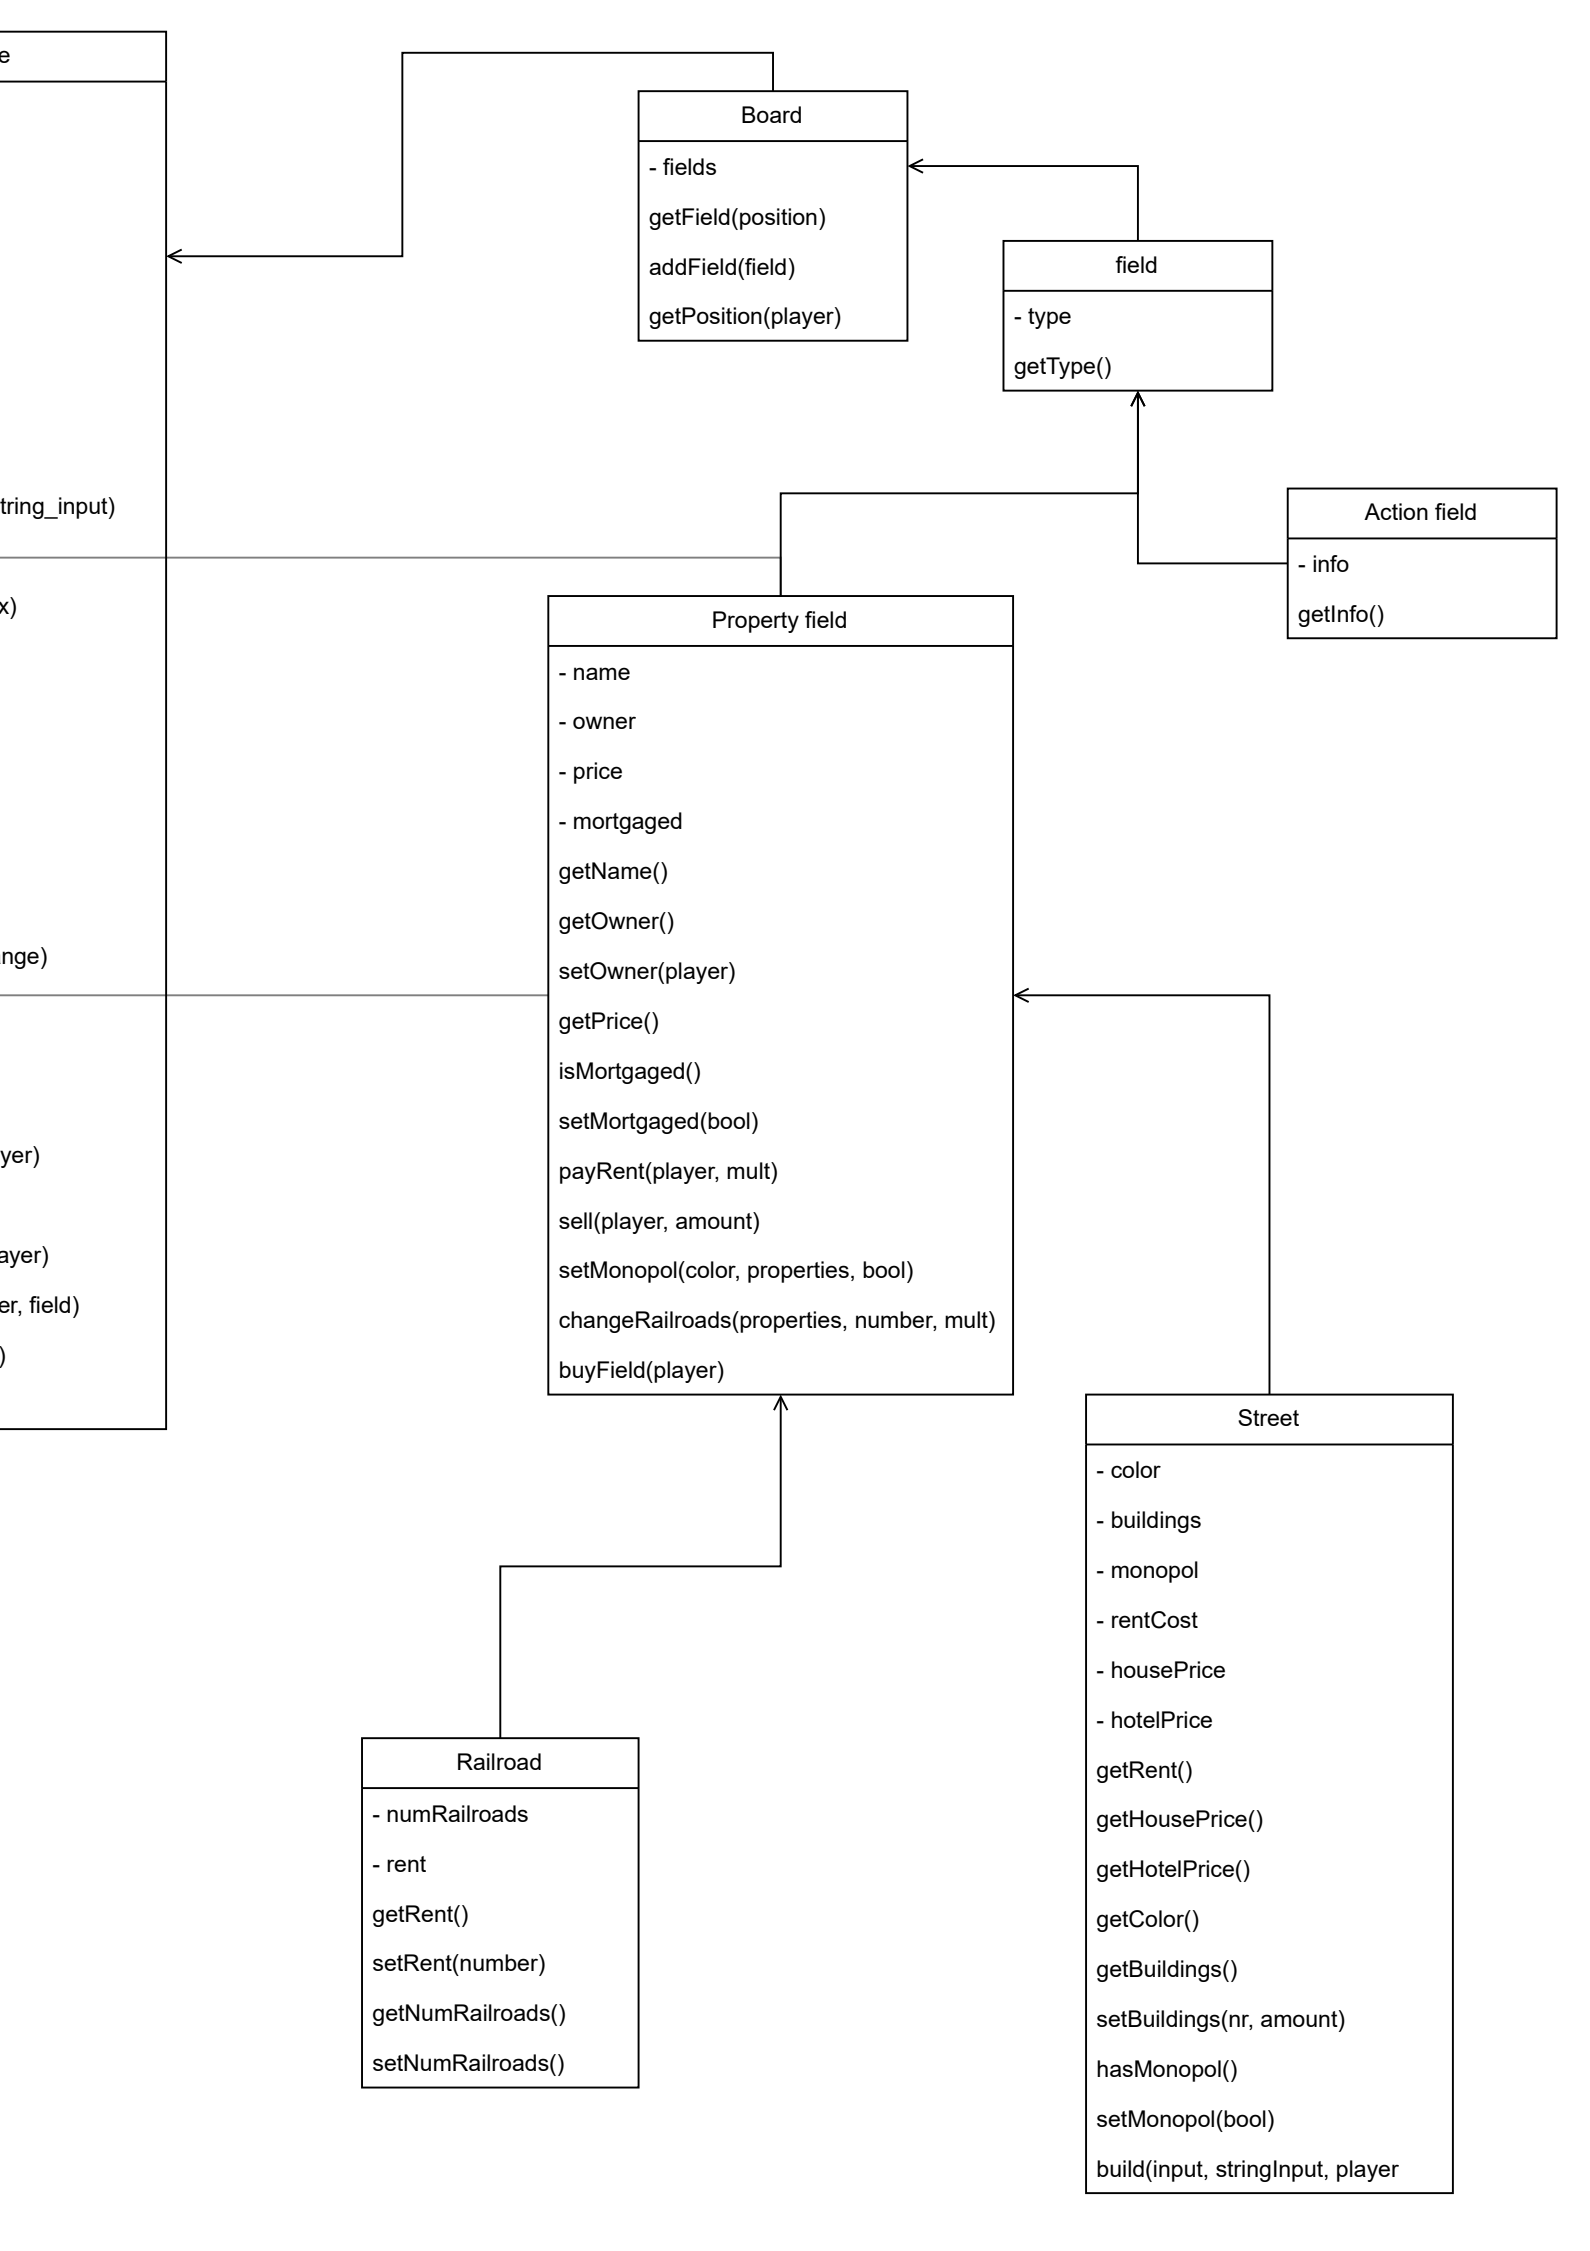 e
tring_input)
x)
nge)
yer)
ayer)
er, field)
)
Board
- fields
getField(position)
addField(field)
getPosition(player)
field
- type
getType()
Action field
- info
getInfo()
Property field
- name
- owner
- price
- mortgaged
getName()
getOwner()
setOwner(player)
getPrice()
isMortgaged()
setMortgaged(bool)
payRent(player, mult)
sell(player, amount)
setMonopol(color, properties, bool)
changeRailroads(properties, number, mult)
buyField(player)
Railroad
- numRailroads
- rent
getRent()
setRent(number)
getNumRailroads()
setNumRailroads()
Street
- color
- buildings
- monopol
- rentCost
- housePrice
- hotelPrice
getRent()
getHousePrice()
getHotelPrice()
getColor()
getBuildings()
setBuildings(nr, amount)
hasMonopol()
setMonopol(bool)
build(input, stringInput, player